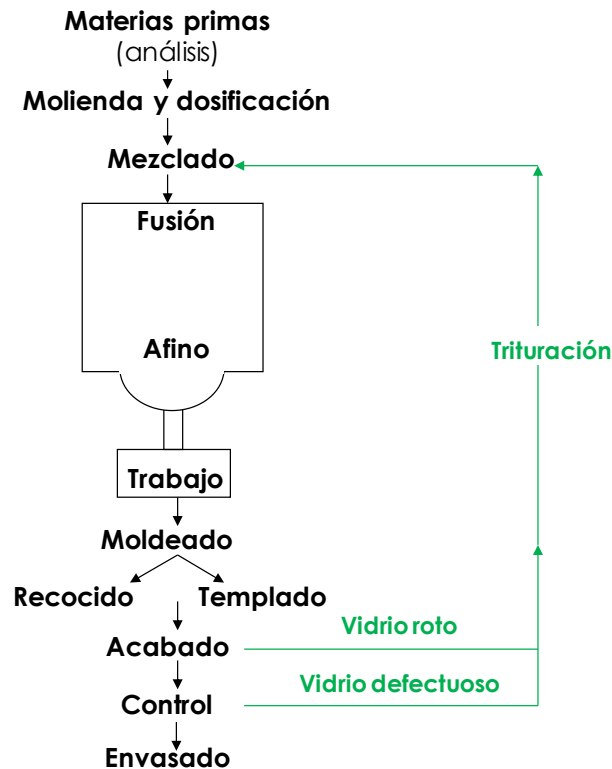 Materias primas
(análisis)
Molienda y dosificación
Mezclado
Fusión
Afino
Trituración
Trabajo
Moldeado
Recocido
Templado
Vidrio roto
Acabado
Vidrio defectuoso
Control
Envasado